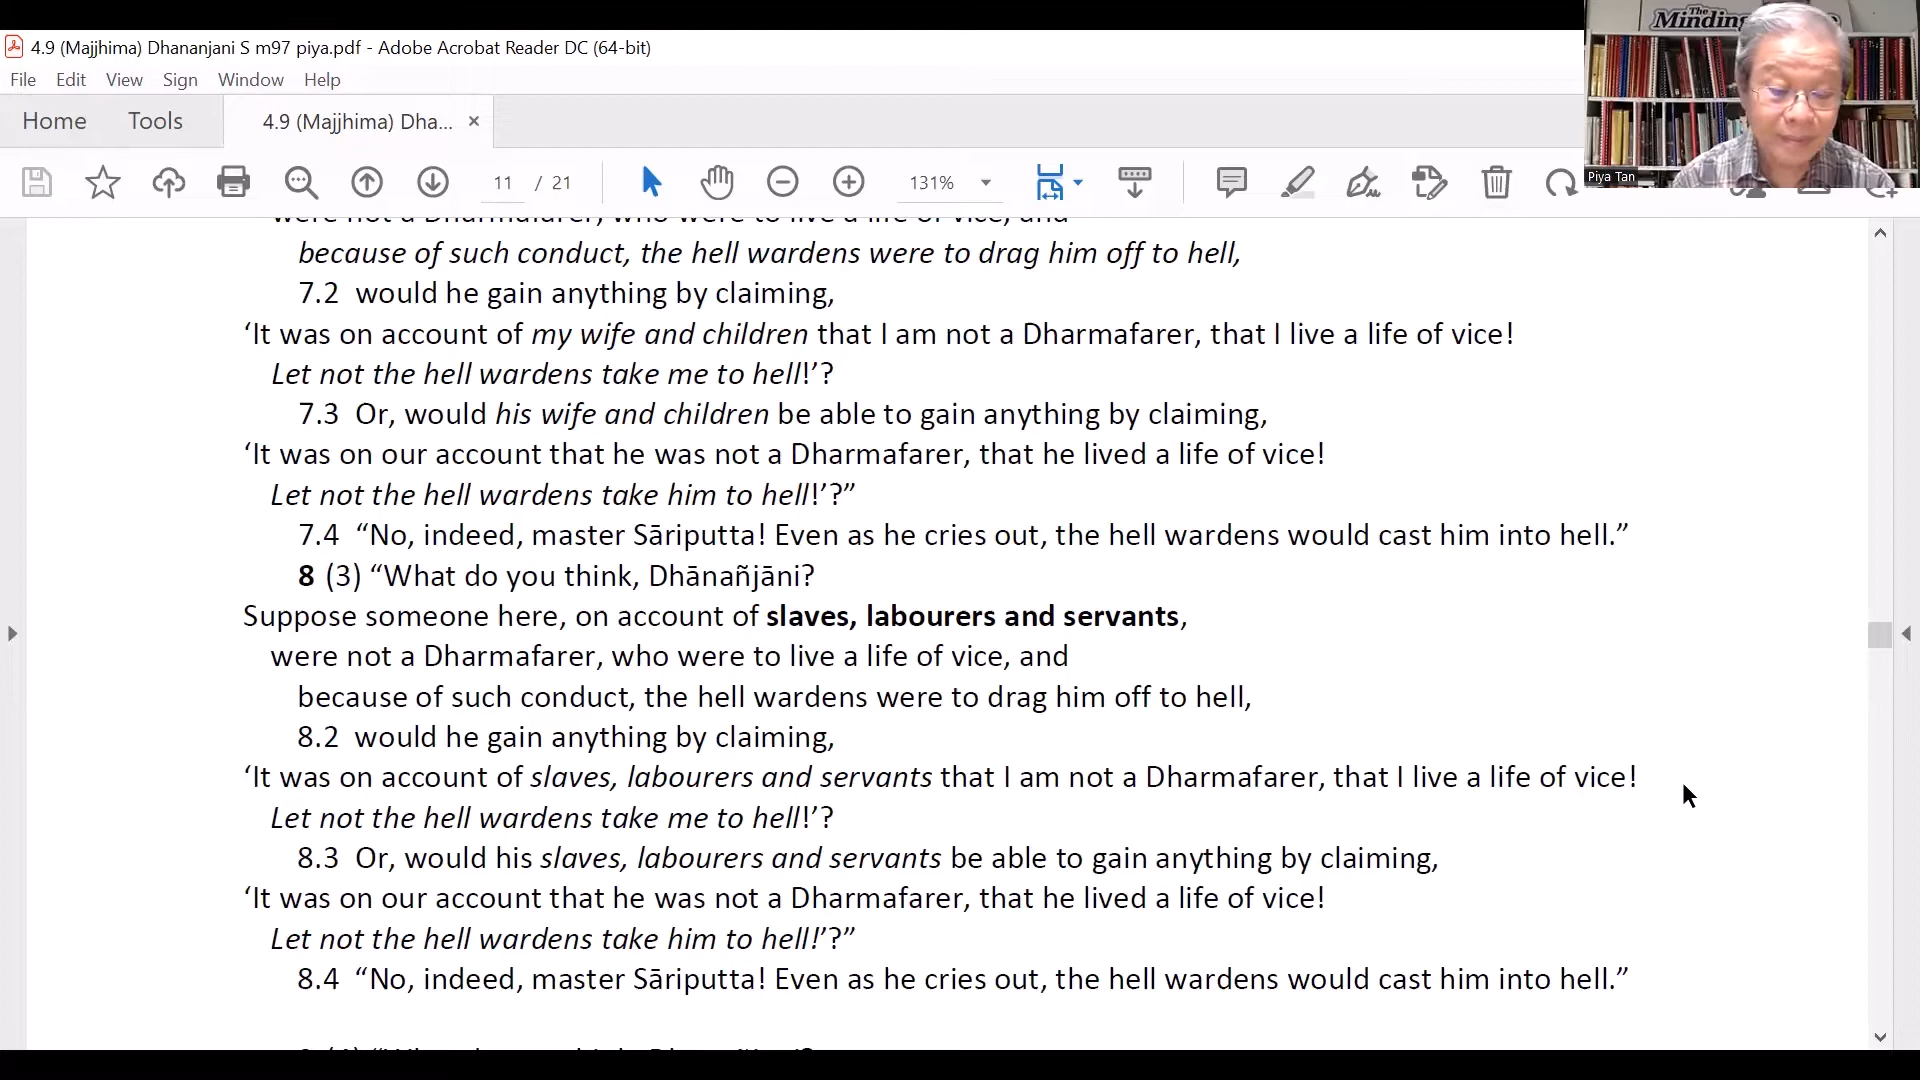 4.9 (Majjhima) Dhananjani S m97 piya.pdf - Adobe Acrobat Reader DC (64-bit)
File Edit View Sign Window Help
Home Tools 4.9 (Majjhima) Dha... ×
11 / 21 131%
The
Minding
Piya Tan
were not a Dharmafarer, who were to live a life of vice, and
because of such conduct, the hell wardens were to drag him off to hell,
7.2 would he gain anything by claiming,
‘It was on account of my wife and children that I am not a Dharmafarer, that I live a life of vice!
Let not the hell wardens take me to hell!’?
7.3 Or, would his wife and children be able to gain anything by claiming,
‘It was on our account that he was not a Dharmafarer, that he lived a life of vice!
Let not the hell wardens take him to hell!’?”
7.4 “No, indeed, master Sāriputta! Even as he cries out, the hell wardens would cast him into hell.”
8 (3) “What do you think, Dhānañjāni?
Suppose someone here, on account of slaves, labourers and servants,
were not a Dharmafarer, who were to live a life of vice, and
because of such conduct, the hell wardens were to drag him off to hell,
8.2 would he gain anything by claiming,
‘It was on account of slaves, labourers and servants that I am not a Dharmafarer, that I live a life of vice!
Let not the hell wardens take me to hell!’?
8.3 Or, would his slaves, labourers and servants be able to gain anything by claiming,
‘It was on our account that he was not a Dharmafarer, that he lived a life of vice!
Let not the hell wardens take him to hell!’?”
8.4 “No, indeed, master Sāriputta! Even as he cries out, the hell wardens would cast him into hell.”